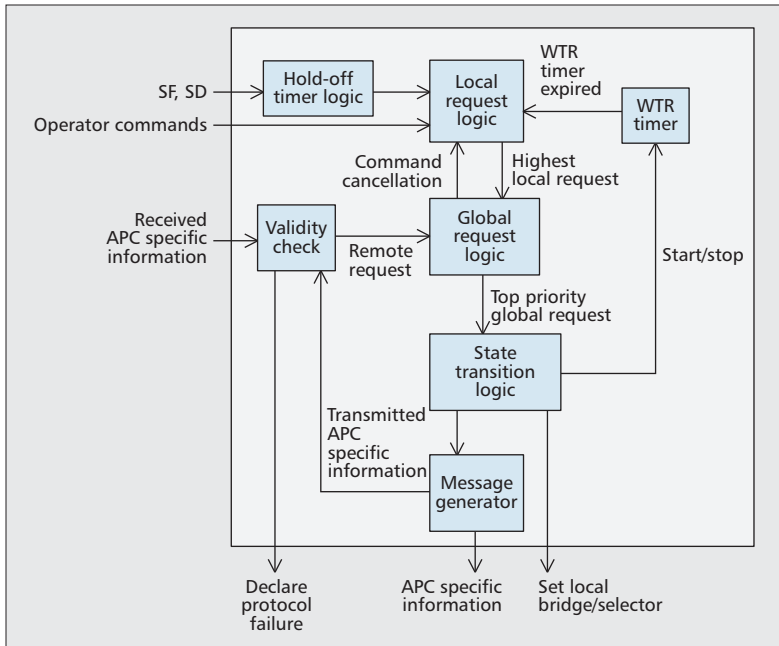 SF, SD
Hold-off
timer logic
Local
request
logic
WTR
timer
expired
WTR
timer
Operator commands
Command
cancellation
Highest
local request
Received
APC specific
information
Validity
check
Remote
request
Global
request
logic
Start/stop
Top priority
global request
State
transition
logic
Transmitted
APC
specific
information
Message
generator
Declare
protocol
failure
APC specific
information
Set local
bridge/selector